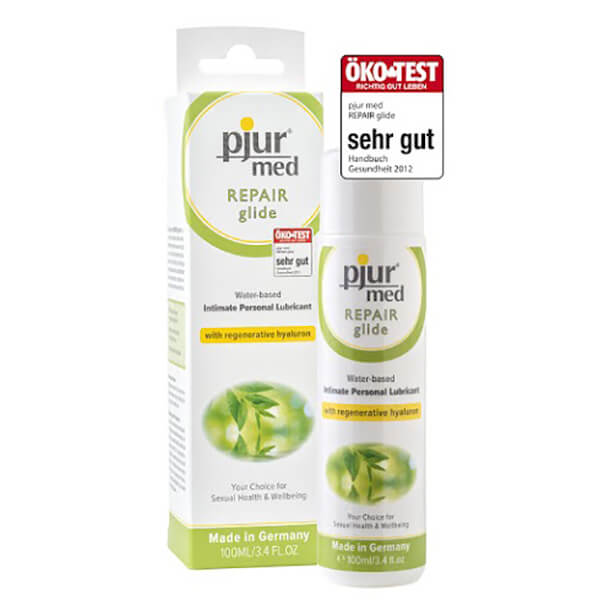 ÖKO-TEST
RICHTIG GUT LEBEN
pjur med
REPAIR glide
sehr gut
Handbuch
Gesundheit 2012
pjur®
med
REPAIR
glide
ÖKO-TEST
RICHTIG GUT LEBEN
sehr gut
Water-based
Intimate Personal Lubricant
with regenerative hyaluron
Your Choice for
Sexual Health & Wellbeing
Made in Germany
100ML/3.4 FL.OZ
pjur®
med
REPAIR
glide
Water-based
Intimate Personal Lubricant
with regenerative hyaluron
Your Choice for
Sexual Health & Wellbeing
Made in Germany
℮ 100ml/3.4 fl.oz